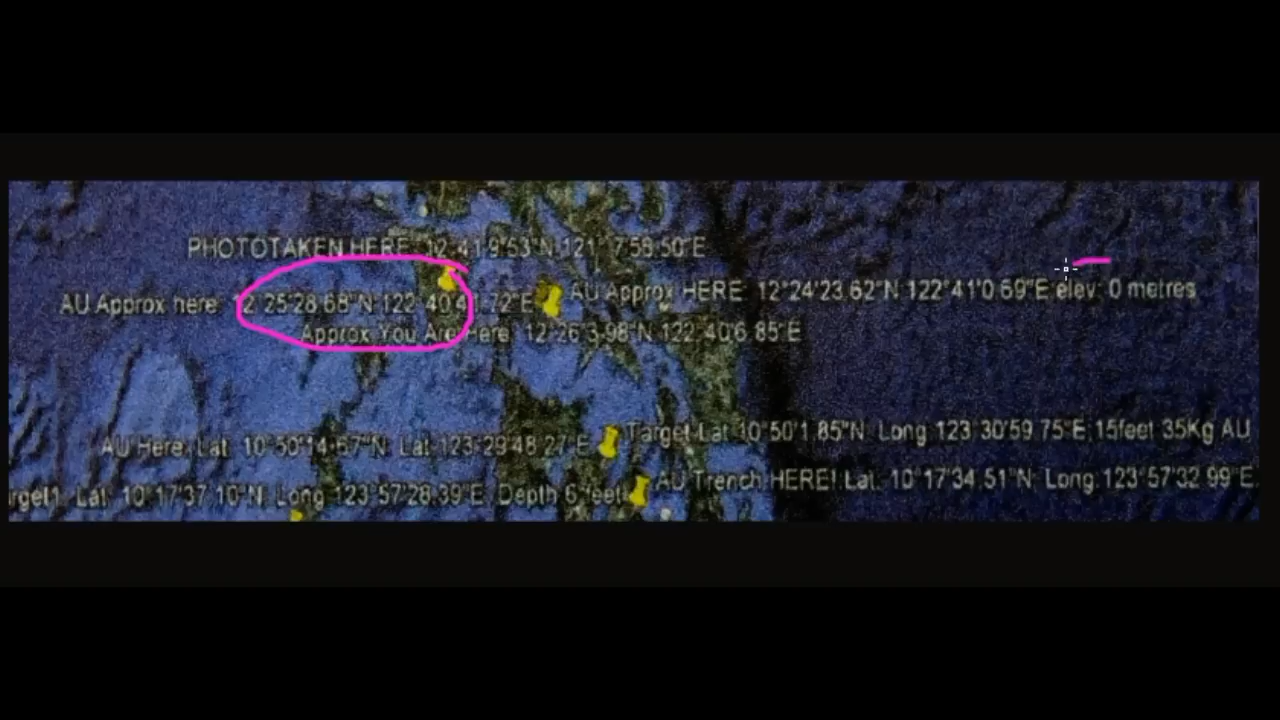 PHOTOTAKEN HERE: 12°41'9.53"N 121° 7'58.50"E
AU Approx HERE: 12°24'23.62"N 122°41'0.69"E elev: 0 metres
AU Approx here: 12°25'28.68"N 122°40'41.72"E
Approx You Are Here: 12°26'3.98"N 122°40'6.85"E
Target Lat 10°50'1.85"N Long 123°30'59.75"E,15feet 35Kg AU
AU Here, Lat: 10°50'14.67"N Lat 123°29'48.27"E
AU Trench HERE! Lat: 10°17'34.51"N Long:123°57'32.99"E
rget1. Lat: 10°17'37.10"N, Long 123°57'28.39"E, Depth 6 feet